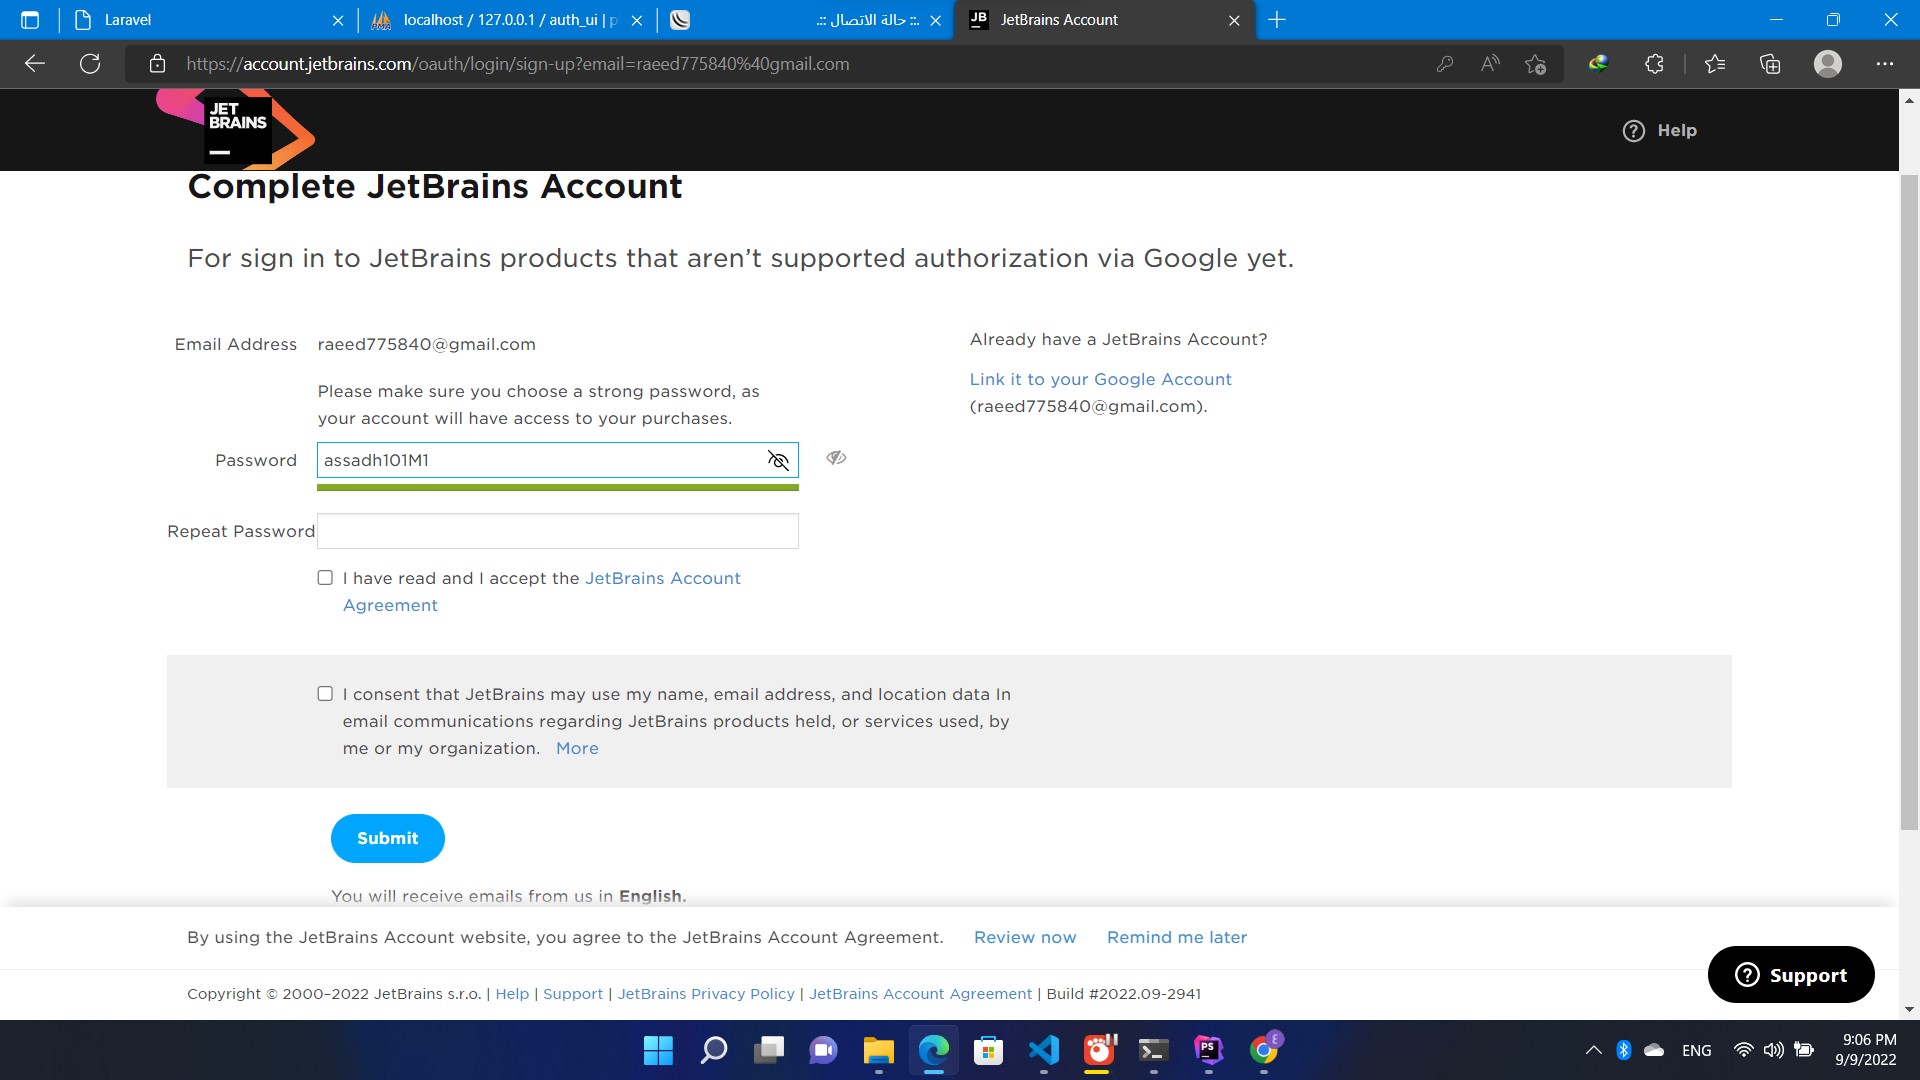 Laravel
localhost / 127.0.0.1 / auth_ui | p
.:: حالة الاتصال ::.
JetBrains Account
https://account.jetbrains.com/oauth/login/sign-up?email=raeed775840%40gmail.com
JET
BRAINS
Help
Complete JetBrains Account
For sign in to JetBrains products that aren’t supported authorization via Google yet.
Email Address raeed775840@gmail.com
Please make sure you choose a strong password, as
your account will have access to your purchases.
Password assadh101M1
Repeat Password
I have read and I accept the JetBrains Account
Agreement
Already have a JetBrains Account?
Link it to your Google Account
(raeed775840@gmail.com).
I consent that JetBrains may use my name, email address, and location data In
email communications regarding JetBrains products held, or services used, by
me or my organization. More
Submit
You will receive emails from us in English.
By using the JetBrains Account website, you agree to the JetBrains Account Agreement. Review now Remind me later
Support
Copyright © 2000–2022 JetBrains s.r.o. | Help | Support | JetBrains Privacy Policy | JetBrains Account Agreement | Build #2022.09-2941
ENG
9:06 PM
9/9/2022